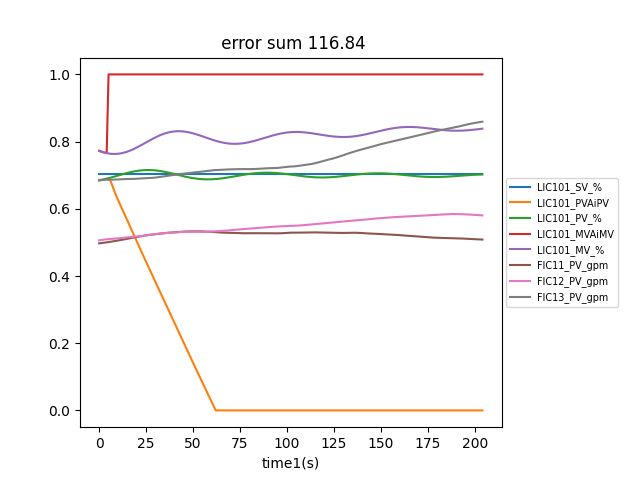 error sum 116.84
1.0
0.8
0.6
0.4
0.2
0.0
0 25 50 75 100 125 150 175 200
time1(s)
LIC101_SV_%
LIC101_PVAiPV
LIC101_PV_%
LIC101_MVAiMV
LIC101_MV_%
FIC11_PV_gpm
FIC12_PV_gpm
FIC13_PV_gpm